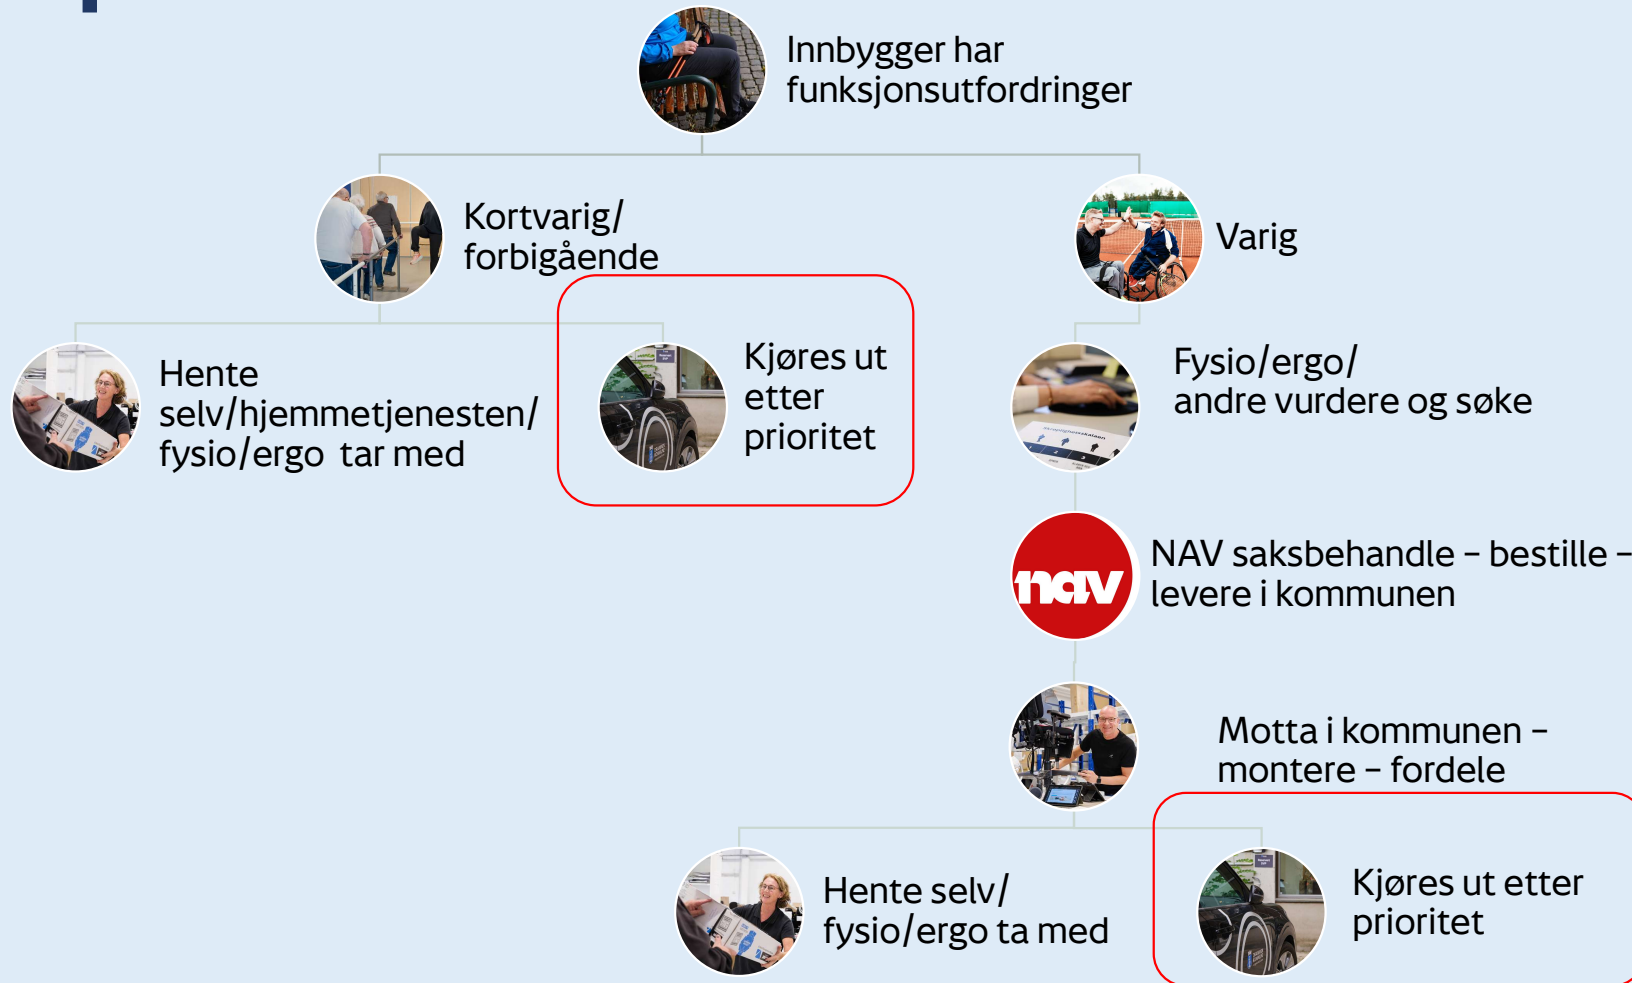 Innbygger har
funksjonsutfordringer
Kortvarig/
forbigående
Varig
Hente
selv/hjemmetjenesten/
fysio/ergo tar med
Kjøres ut
etter
prioritet
Fysio/ergo/
andre vurdere og søke
nav
NAV saksbehandle – bestille –
levere i kommunen
Motta i kommunen –
montere – fordele
Hente selv/
fysio/ergo ta med
Kjøres ut etter
prioritet